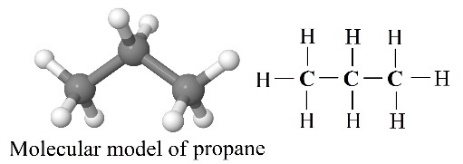 H H H
H—C—C—C—H
H H H
Molecular model of propane